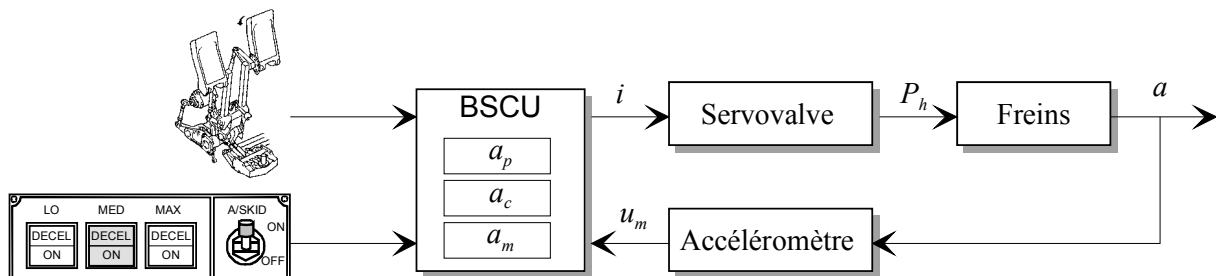 BSCU
a_p
a_c
a_m
i
Servovalve
P_h
Freins
a
u_m
Accéléromètre
LO MED MAX A/SKID
DECEL DECEL DECEL ON
ON ON ON OFF